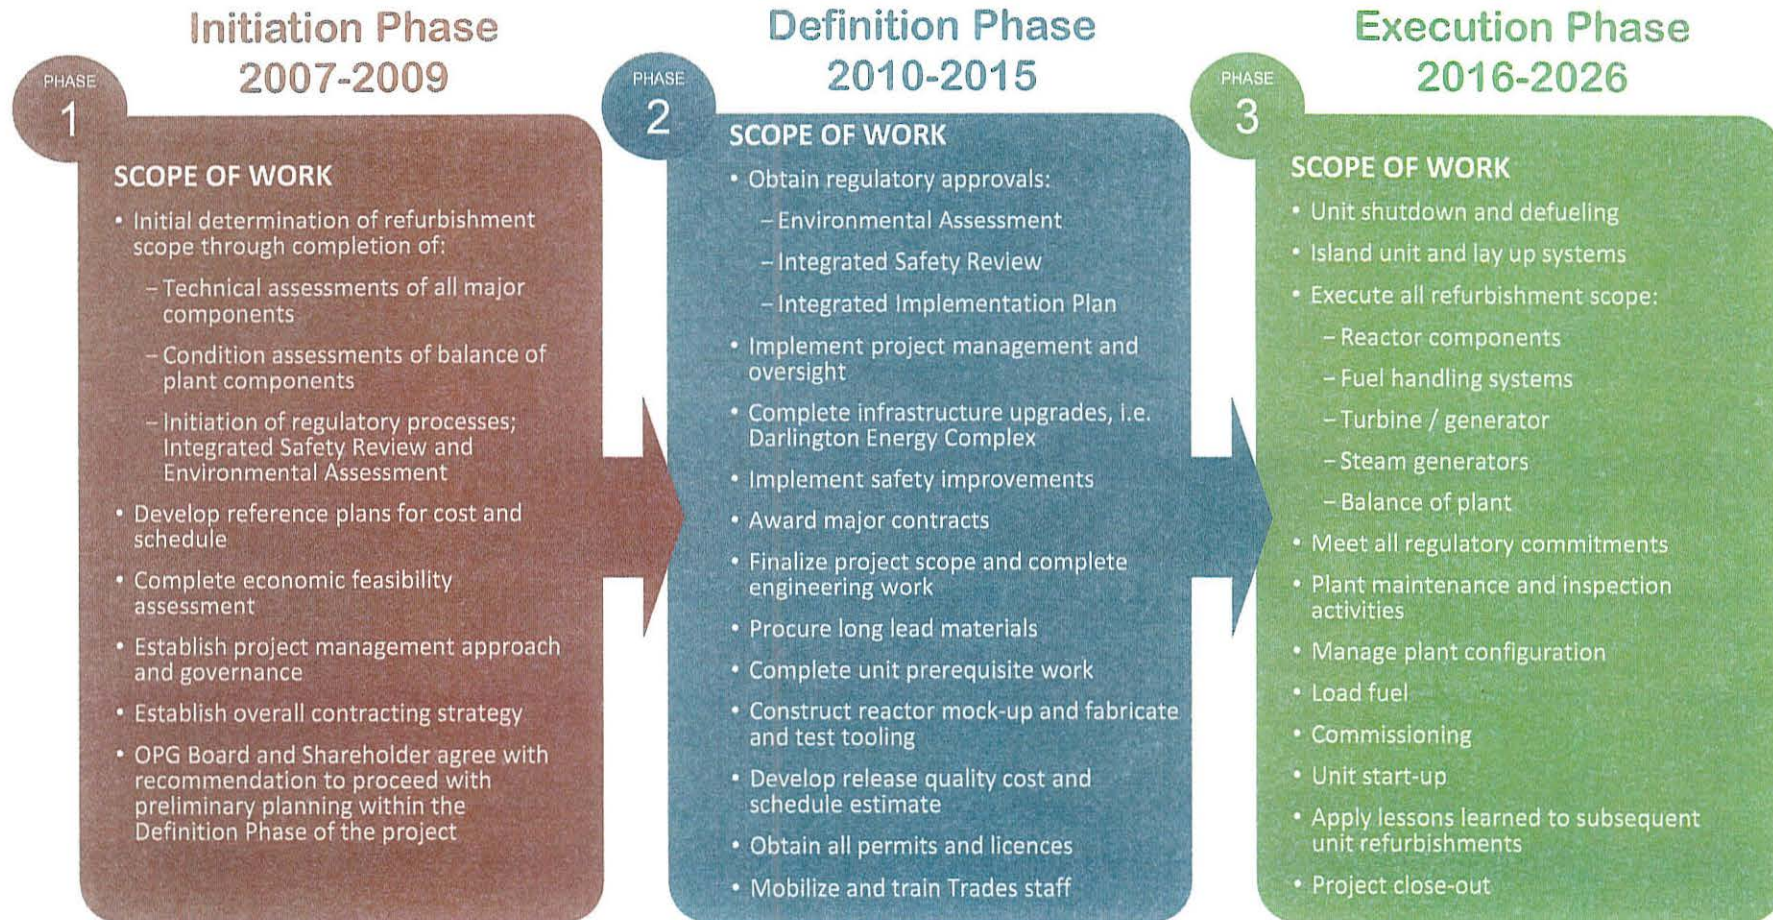 Initiation Phase
2007-2009
PHASE
1
SCOPE OF WORK
• Initial determination of refurbishment
scope through completion of:
– Technical assessments of all major
components
– Condition assessments of balance of
plant components
– Initiation of regulatory processes;
Integrated Safety Review and
Environmental Assessment
• Develop reference plans for cost and
schedule
• Complete economic feasibility
assessment
• Establish project management approach
and governance
• Establish overall contracting strategy
• OPG Board and Shareholder agree with
recommendation to proceed with
preliminary planning within the
Definition Phase of the project
Definition Phase
2010-2015
PHASE
2
SCOPE OF WORK
• Obtain regulatory approvals:
– Environmental Assessment
– Integrated Safety Review
– Integrated Implementation Plan
• Implement project management and
oversight
• Complete infrastructure upgrades, i.e.
Darlington Energy Complex
• Implement safety improvements
• Award major contracts
• Finalize project scope and complete
engineering work
• Procure long lead materials
• Complete unit prerequisite work
• Construct reactor mock-up and fabricate
and test tooling
• Develop release quality cost and
schedule estimate
• Obtain all permits and licences
• Mobilize and train Trades staff
Execution Phase
2016-2026
PHASE
3
SCOPE OF WORK
• Unit shutdown and defueling
• Island unit and lay up systems
• Execute all refurbishment scope:
– Reactor components
– Fuel handling systems
– Turbine / generator
– Steam generators
– Balance of plant
• Meet all regulatory commitments
• Plant maintenance and inspection
activities
• Manage plant configuration
• Load fuel
• Commissioning
• Unit start-up
• Apply lessons learned to subsequent
unit refurbishments
• Project close-out